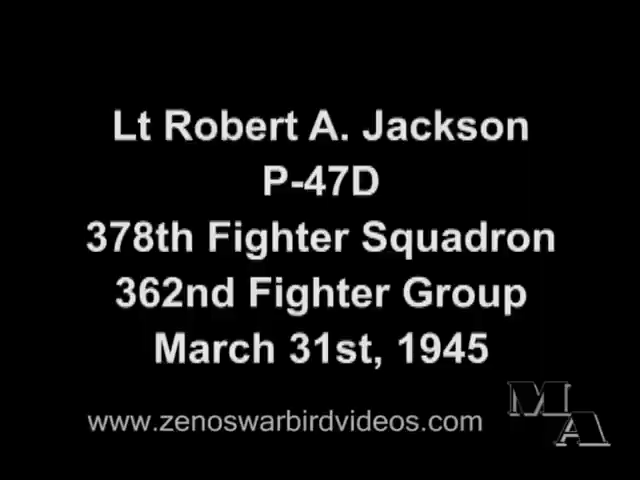 Lt Robert A. Jackson
P-47D
378th Fighter Squadron
362nd Fighter Group
March 31st, 1945
www.zenoswarbirdvideos.com
MA